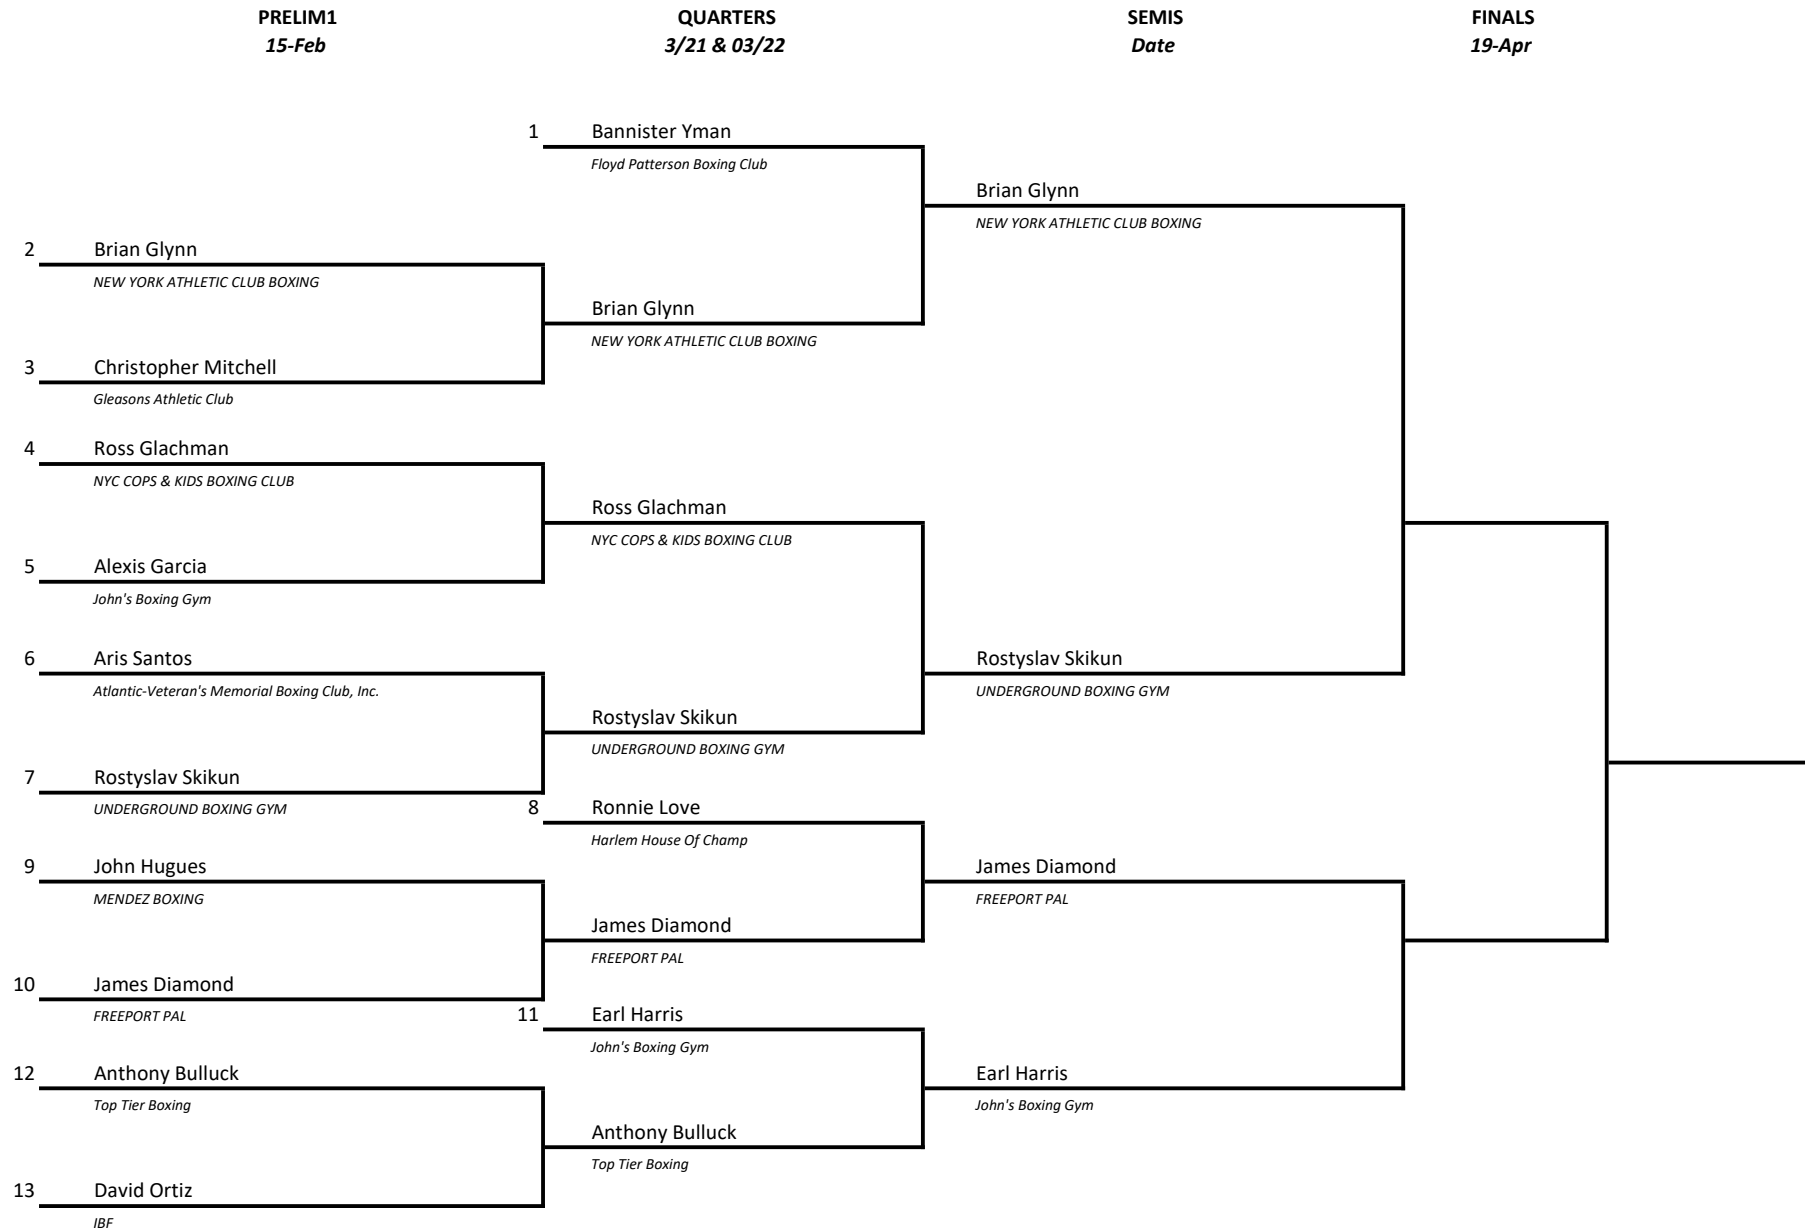 PRELIM1
15-Feb
QUARTERS
3/21 & 03/22
SEMIS
Date
FINALS
19-Apr
1 Bannister Yman
Floyd Patterson Boxing Club
Brian Glynn
NEW YORK ATHLETIC CLUB BOXING
2 Brian Glynn
NEW YORK ATHLETIC CLUB BOXING
Brian Glynn
NEW YORK ATHLETIC CLUB BOXING
3 Christopher Mitchell
Gleasons Athletic Club
4 Ross Glachman
NYC COPS & KIDS BOXING CLUB
Ross Glachman
NYC COPS & KIDS BOXING CLUB
5 Alexis Garcia
John's Boxing Gym
6 Aris Santos
Atlantic-Veteran's Memorial Boxing Club, Inc.
Rostyslav Skikun
UNDERGROUND BOXING GYM
Rostyslav Skikun
UNDERGROUND BOXING GYM
7 Rostyslav Skikun
UNDERGROUND BOXING GYM
8 Ronnie Love
Harlem House Of Champ
9 John Hugues
MENDEZ BOXING
James Diamond
FREEPORT PAL
James Diamond
FREEPORT PAL
10 James Diamond
FREEPORT PAL
11 Earl Harris
John's Boxing Gym
12 Anthony Bulluck
Top Tier Boxing
Earl Harris
John's Boxing Gym
Anthony Bulluck
Top Tier Boxing
13 David Ortiz
IBF